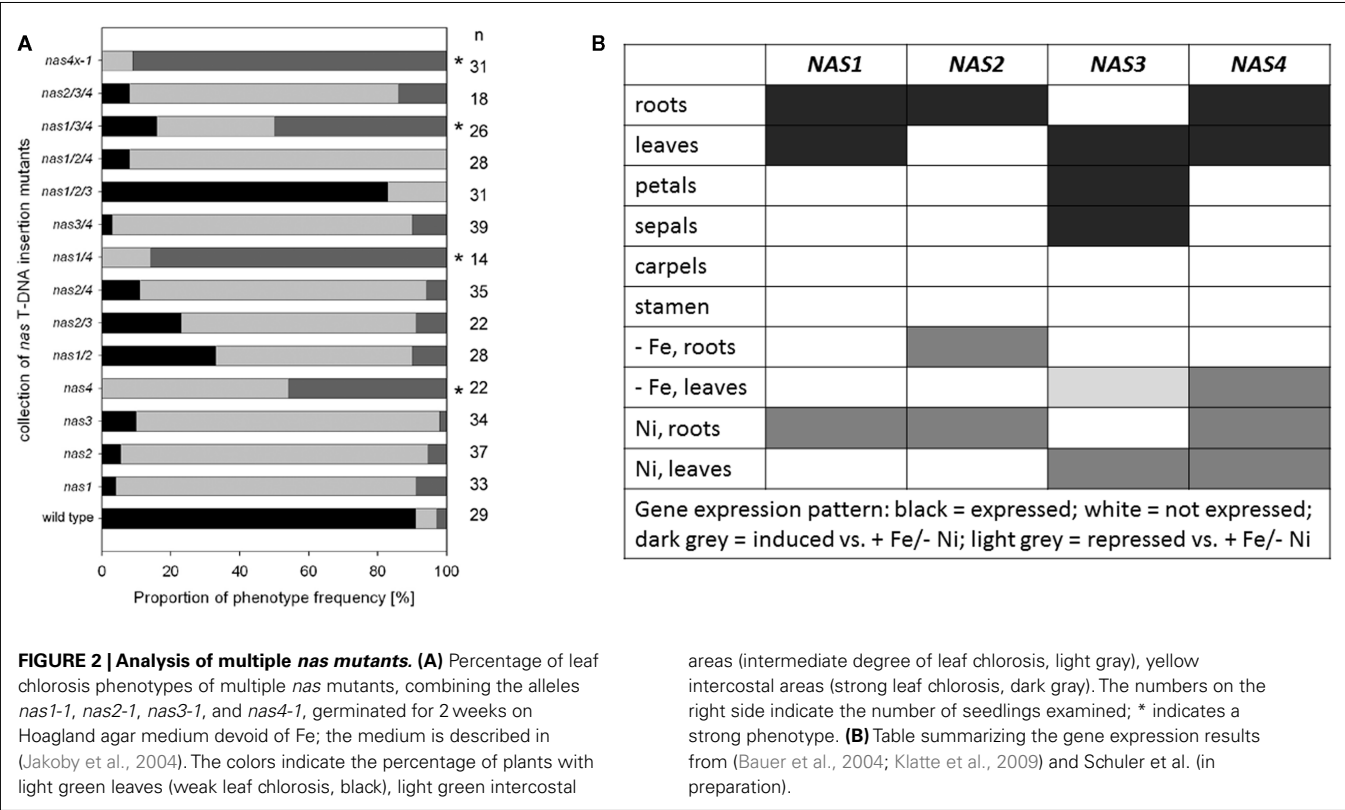 A
n
nas4x-1
* 31
nas2/3/4
18
nas1/3/4
* 26
nas1/2/4
28
nas1/2/3
31
nas3/4
39
nas1/4
* 14
nas2/4
35
nas2/3
22
nas1/2
28
nas4
* 22
nas3
34
nas2
37
nas1
33
wild type
29
collection of nas T-DNA insertion mutants
0 20 40 60 80 100
Proportion of phenotype frequency [%]
B
NAS1 NAS2 NAS3 NAS4
roots
leaves
petals
sepals
carpels
stamen
- Fe, roots
- Fe, leaves
Ni, roots
Ni, leaves
Gene expression pattern: black = expressed; white = not expressed;
dark grey = induced vs. + Fe/- Ni; light grey = repressed vs. + Fe/- Ni
FIGURE 2 | Analysis of multiple nas mutants. (A) Percentage of leaf
chlorosis phenotypes of multiple nas mutants, combining the alleles
nas1-1, nas2-1, nas3-1, and nas4-1, germinated for 2 weeks on
Hoagland agar medium devoid of Fe; the medium is described in
(Jakoby et al., 2004). The colors indicate the percentage of plants with
light green leaves (weak leaf chlorosis, black), light green intercostal
areas (intermediate degree of leaf chlorosis, light gray), yellow
intercostal areas (strong leaf chlorosis, dark gray). The numbers on the
right side indicate the number of seedlings examined; * indicates a
strong phenotype. (B) Table summarizing the gene expression results
from (Bauer et al., 2004; Klatte et al., 2009) and Schuler et al. (in
preparation).